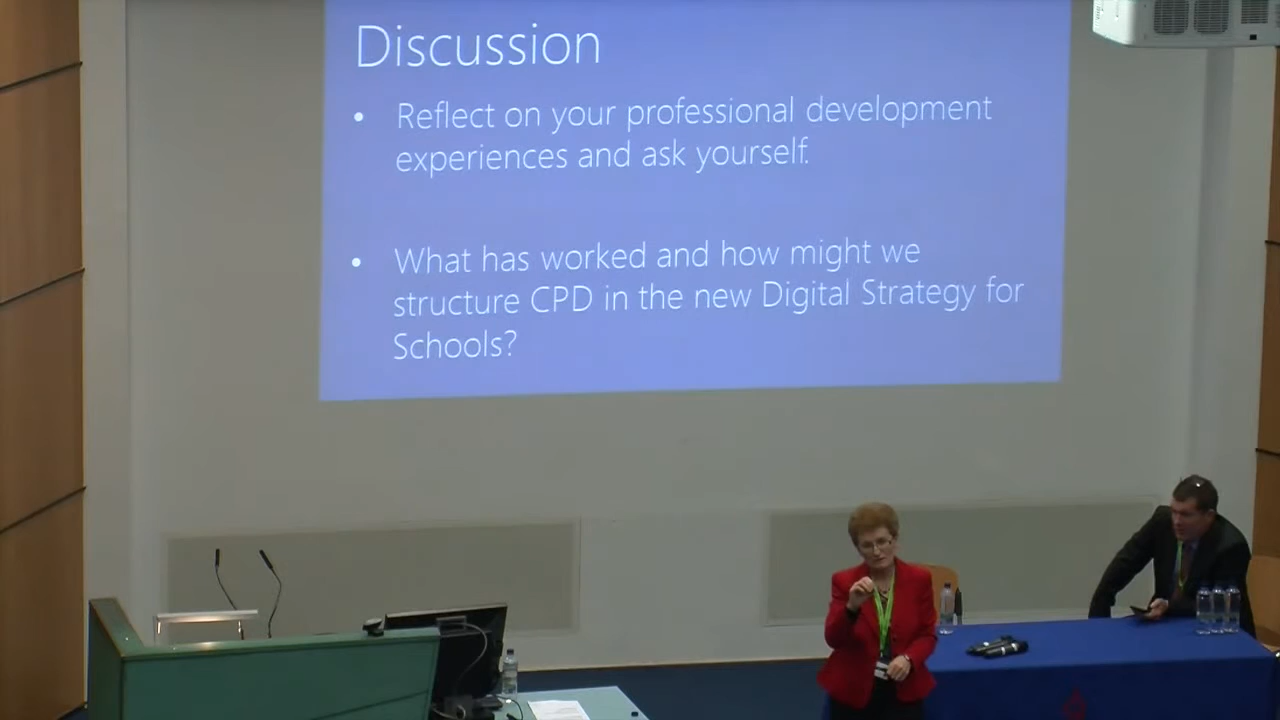 Discussion
• Reflect on your professional development
experiences and ask yourself.
• What has worked and how might we
structure CPD in the new Digital Strategy for
Schools?